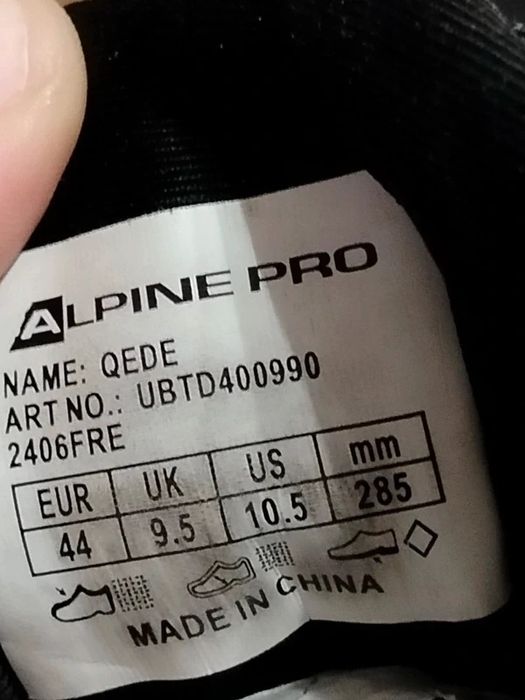 ALPINE PRO
NAME: QEDE
ART NO.: UBTD400990
2406FRE
EUR UK US mm
44 9.5 10.5 285
MADE IN CHINA